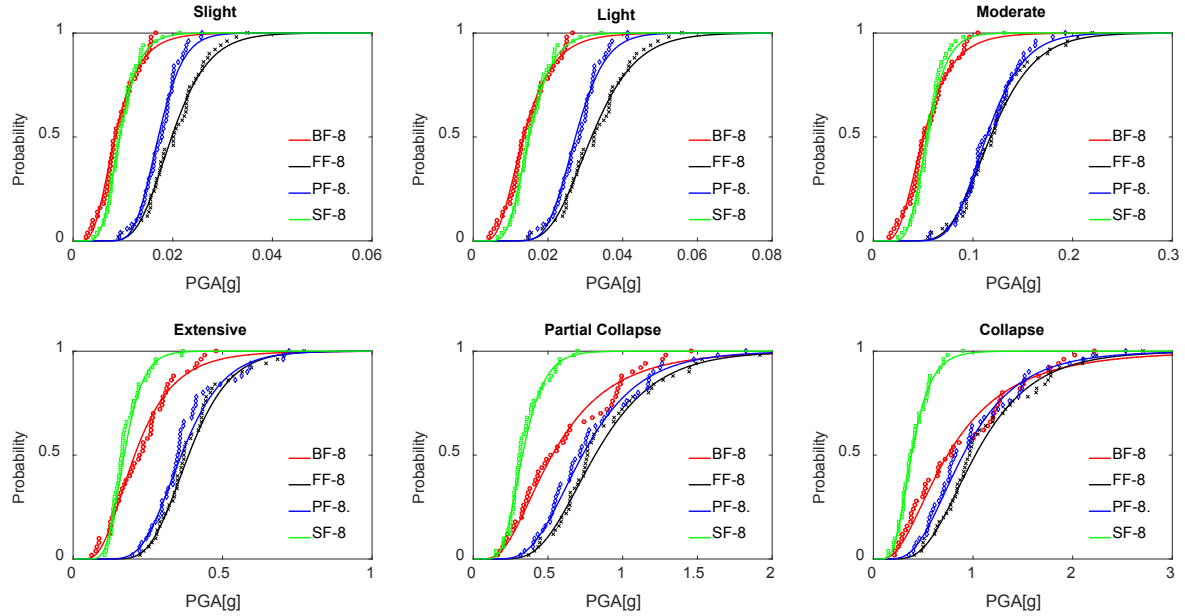 Slight
Probability
1
0.5
0
0
0.02
0.04
0.06
PGA[g]
BF-8
FF-8
PF-8.
SF-8
Light
Probability
1
0.5
0
0
0.02
0.04
0.06
0.08
PGA[g]
BF-8
FF-8
PF-8.
SF-8
Moderate
Probability
1
0.5
0
0
0.1
0.2
0.3
PGA[g]
BF-8
FF-8
PF-8.
SF-8
Extensive
Probability
1
0.5
0
0
0.5
1
PGA[g]
BF-8
FF-8
PF-8.
SF-8
Partial Collapse
Probability
1
0.5
0
0
0.5
1
1.5
2
PGA[g]
BF-8
FF-8
PF-8.
SF-8
Collapse
Probability
1
0.5
0
0
1
2
3
PGA[g]
BF-8
FF-8
PF-8.
SF-8